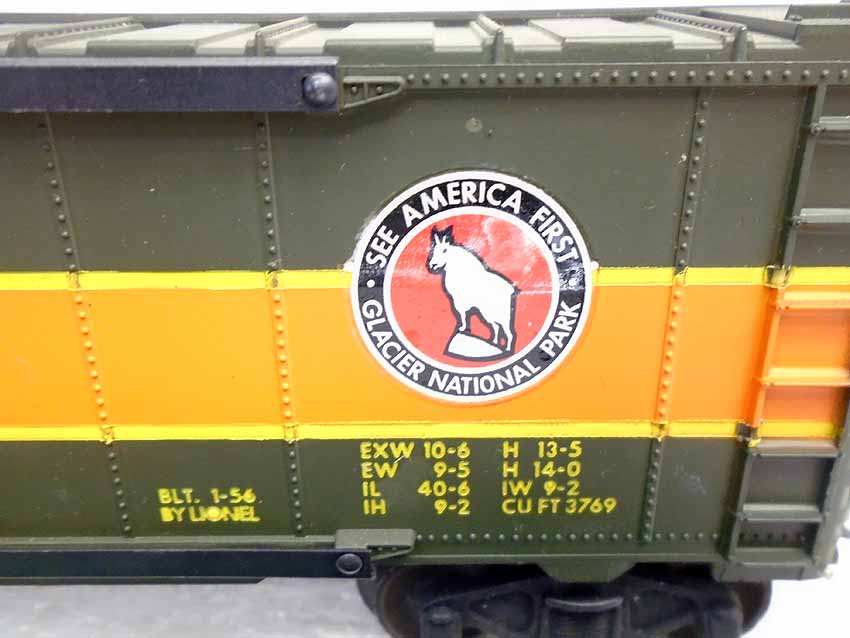 SEE AMERICA FIRST
GLACIER NATIONAL PARK
EXW 10-6 H 13-5
EW 9-5 H 14-0
IL 40-6 IW 9-2
IH 9-2 CU FT 3769
BLT. 1-56
BY LIONEL